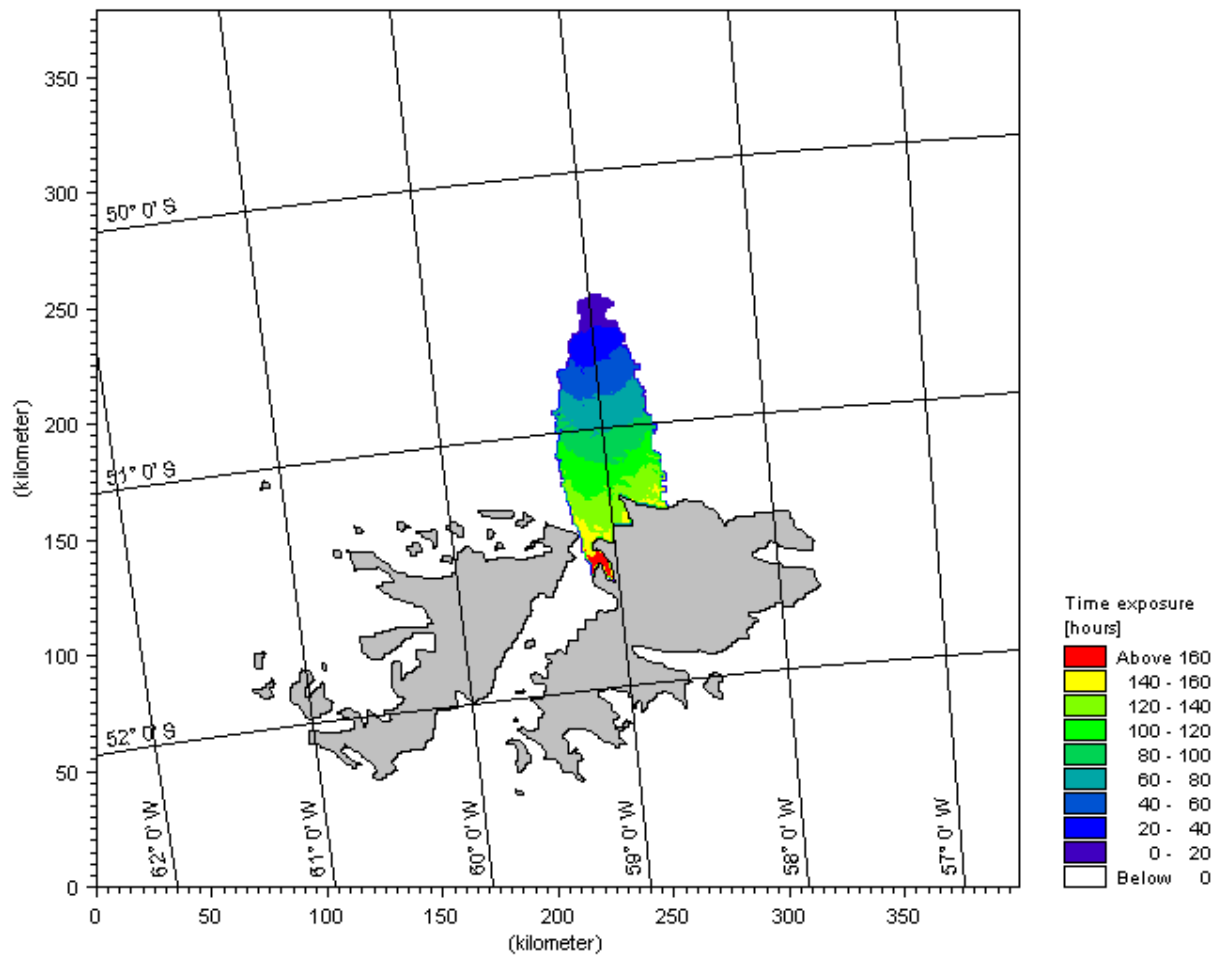 350
300
250
200
150
100
50
0
(kilometer)
50° 0' S
51° 0' S
52° 0' S
62° 0' W
61° 0' W
60° 0' W
59° 0' W
58° 0' W
57° 0' W
0
50
100
150
200
250
300
350
(kilometer)
Time exposure
[hours]
Above 160
140 - 160
120 - 140
100 - 120
80 - 100
60 - 80
40 - 60
20 - 40
0 - 20
Below 0